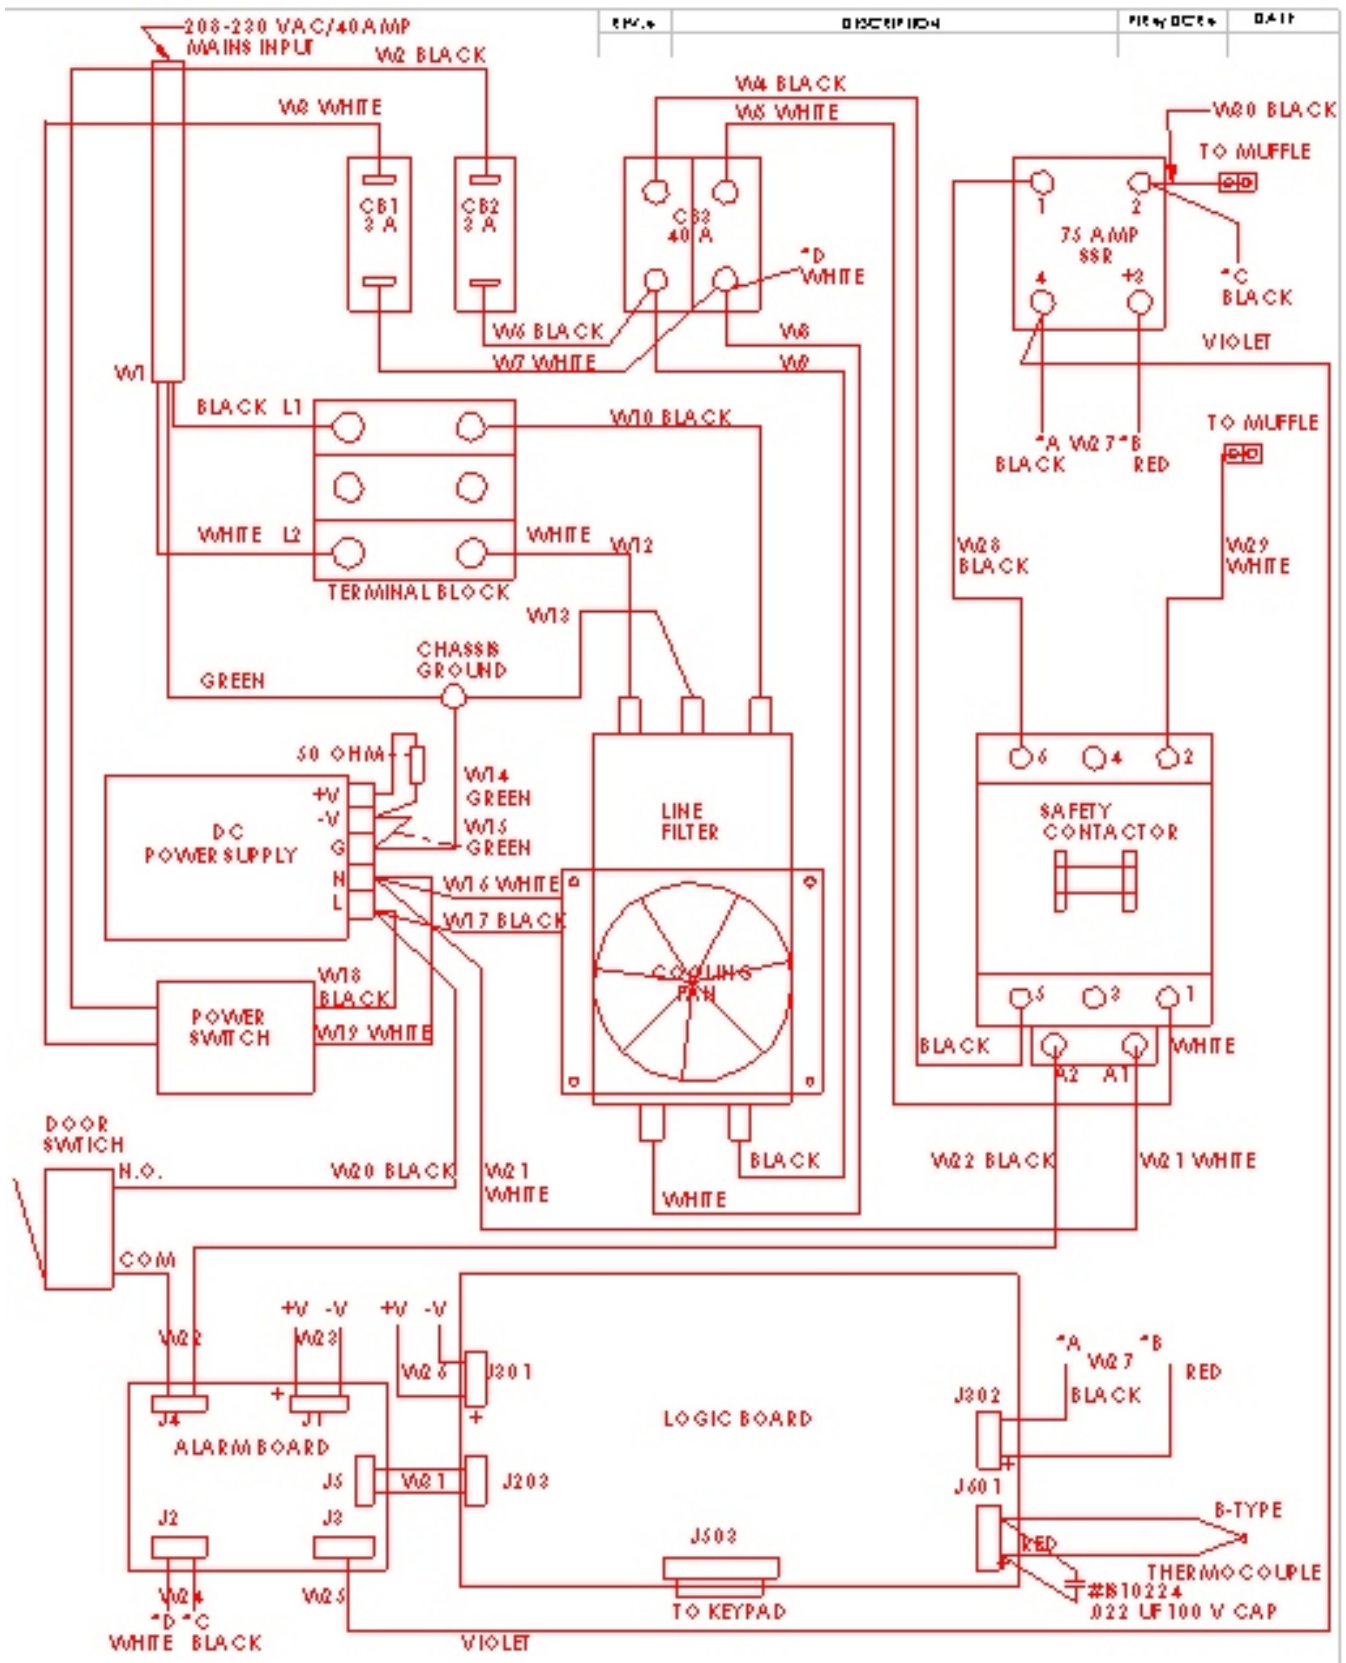 208-230 VAC/40AMP
MAINS INPUT
REV.#
DESCRIPTION
DATE
W2 BLACK
W3 WHITE
W4 BLACK
W5 WHITE
W30 BLACK
TO MUFFLE
CB1
3 A
CB2
3 A
CB3
40 A
1
2
75 AMP
SSR
4
+3
*D
WHITE
*C
BLACK
W6 BLACK
W7 WHITE
W8
W9
VIOLET
W1
BLACK L1
W10 BLACK
TO MUFFLE
*A W27 *B
BLACK
RED
WHITE L2
WHITE
W12
TERMINAL BLOCK
W28
BLACK
W29
WHITE
W13
CHASSIS
GROUND
GREEN
50 OHM
+V
-V
G
N
L
DC
POWER SUPPLY
W14
GREEN
W15
GREEN
W16 WHITE
W17 BLACK
LINE
FILTER
COOLING
FAN
6
4
2
SAFETY
CONTACTOR
5
3
1
A2
A1
BLACK
WHITE
W18
BLACK
W19 WHITE
POWER
SWITCH
DOOR
SWTICH
N.O.
COM
W20 BLACK
W21
WHITE
BLACK
WHITE
W22 BLACK
W21 WHITE
W22
+V -V
W23
+V -V
W26
J301
+
J4
+
J1
ALARM BOARD
J5
W31
J203
LOGIC BOARD
J2
J3
J302
+
*A
W27
*B
BLACK
RED
J601
B-TYPE
RED
+
THERMOCOUPLE
#B10224
.022 UF 100 V CAP
J503
TO KEYPAD
W24
*D *C
WHITE BLACK
W25
VIOLET